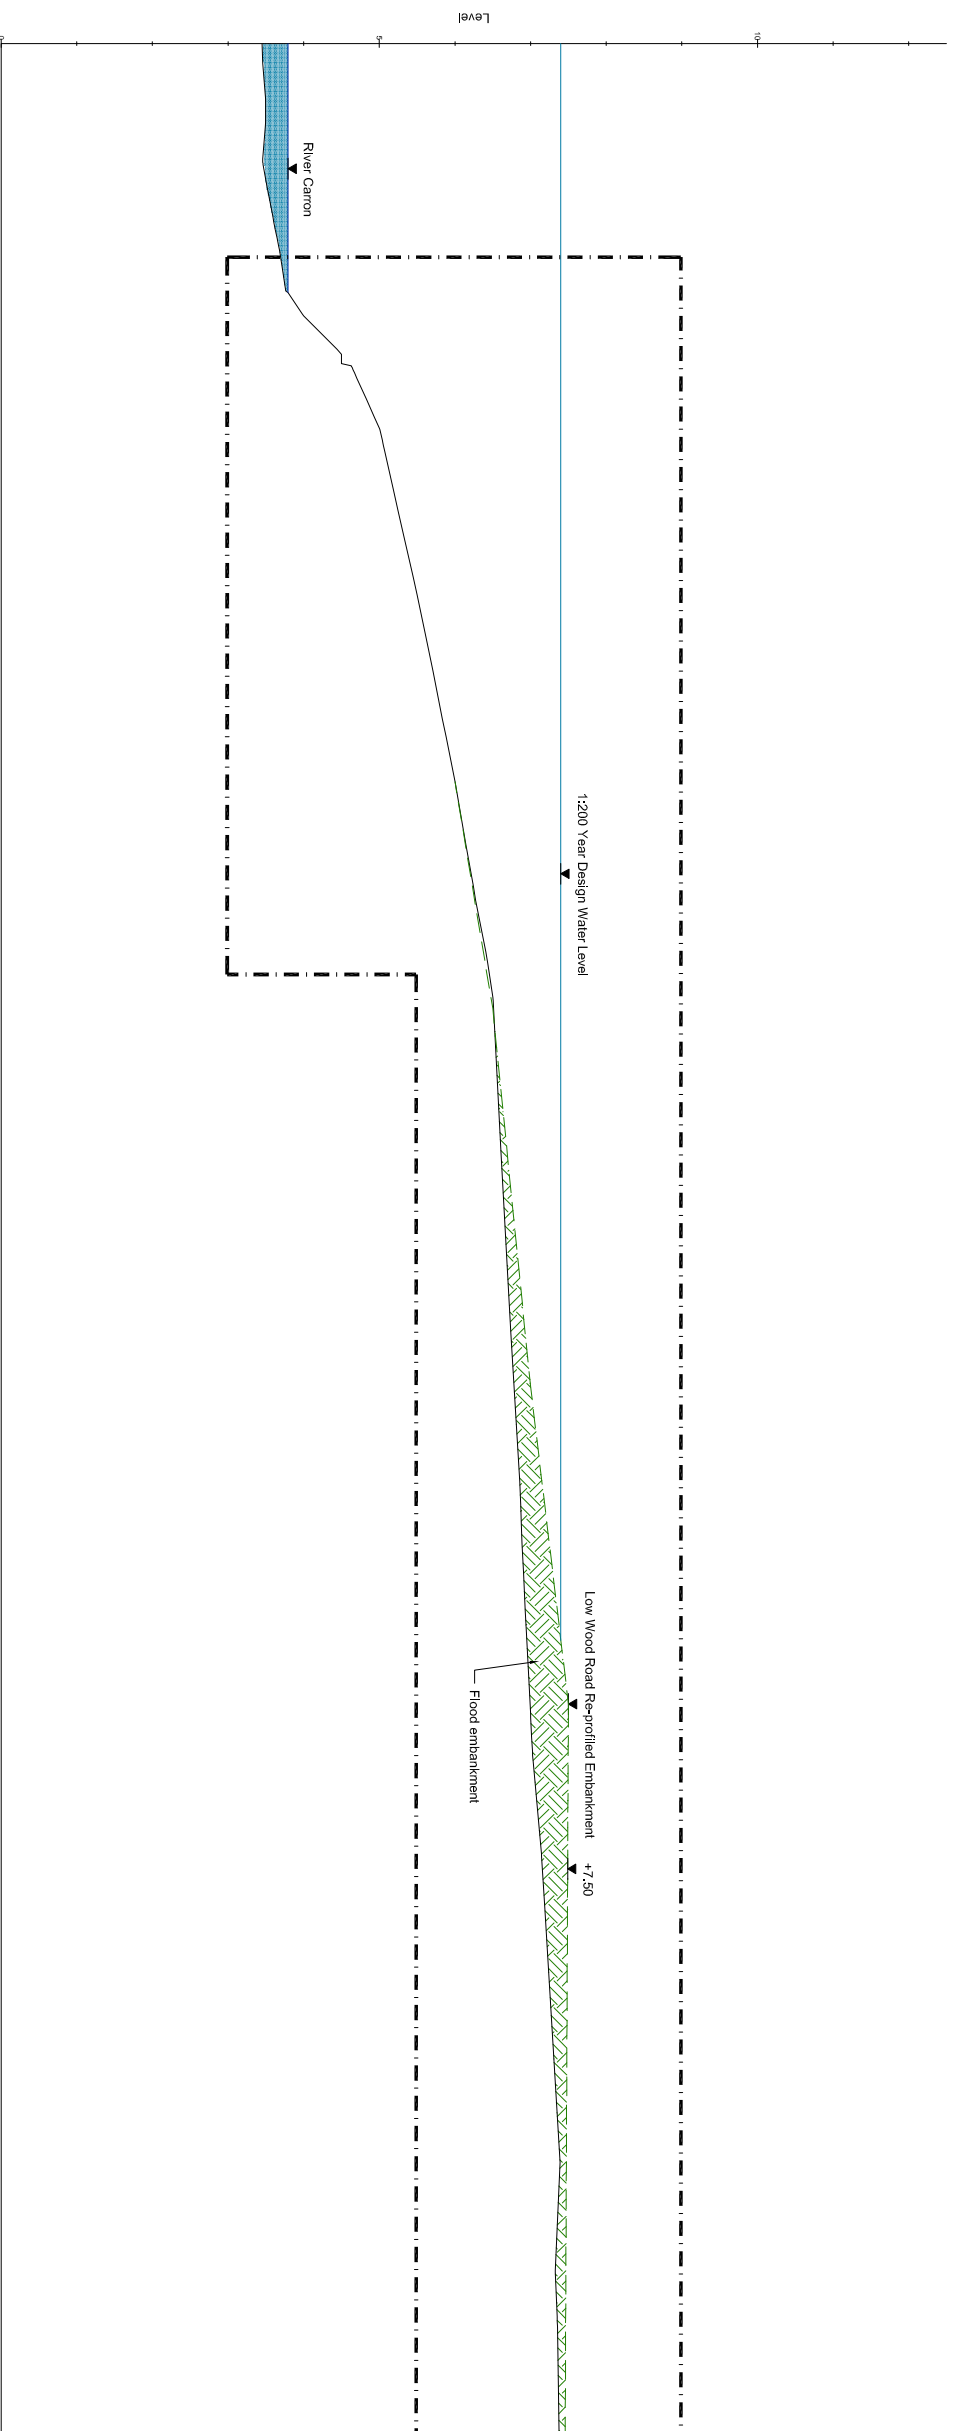 Level
0
5
10
River Carron
1:200 Year Design Water Level
Low Wood Road Re-profiled Embankment
+7.50
Flood embankment